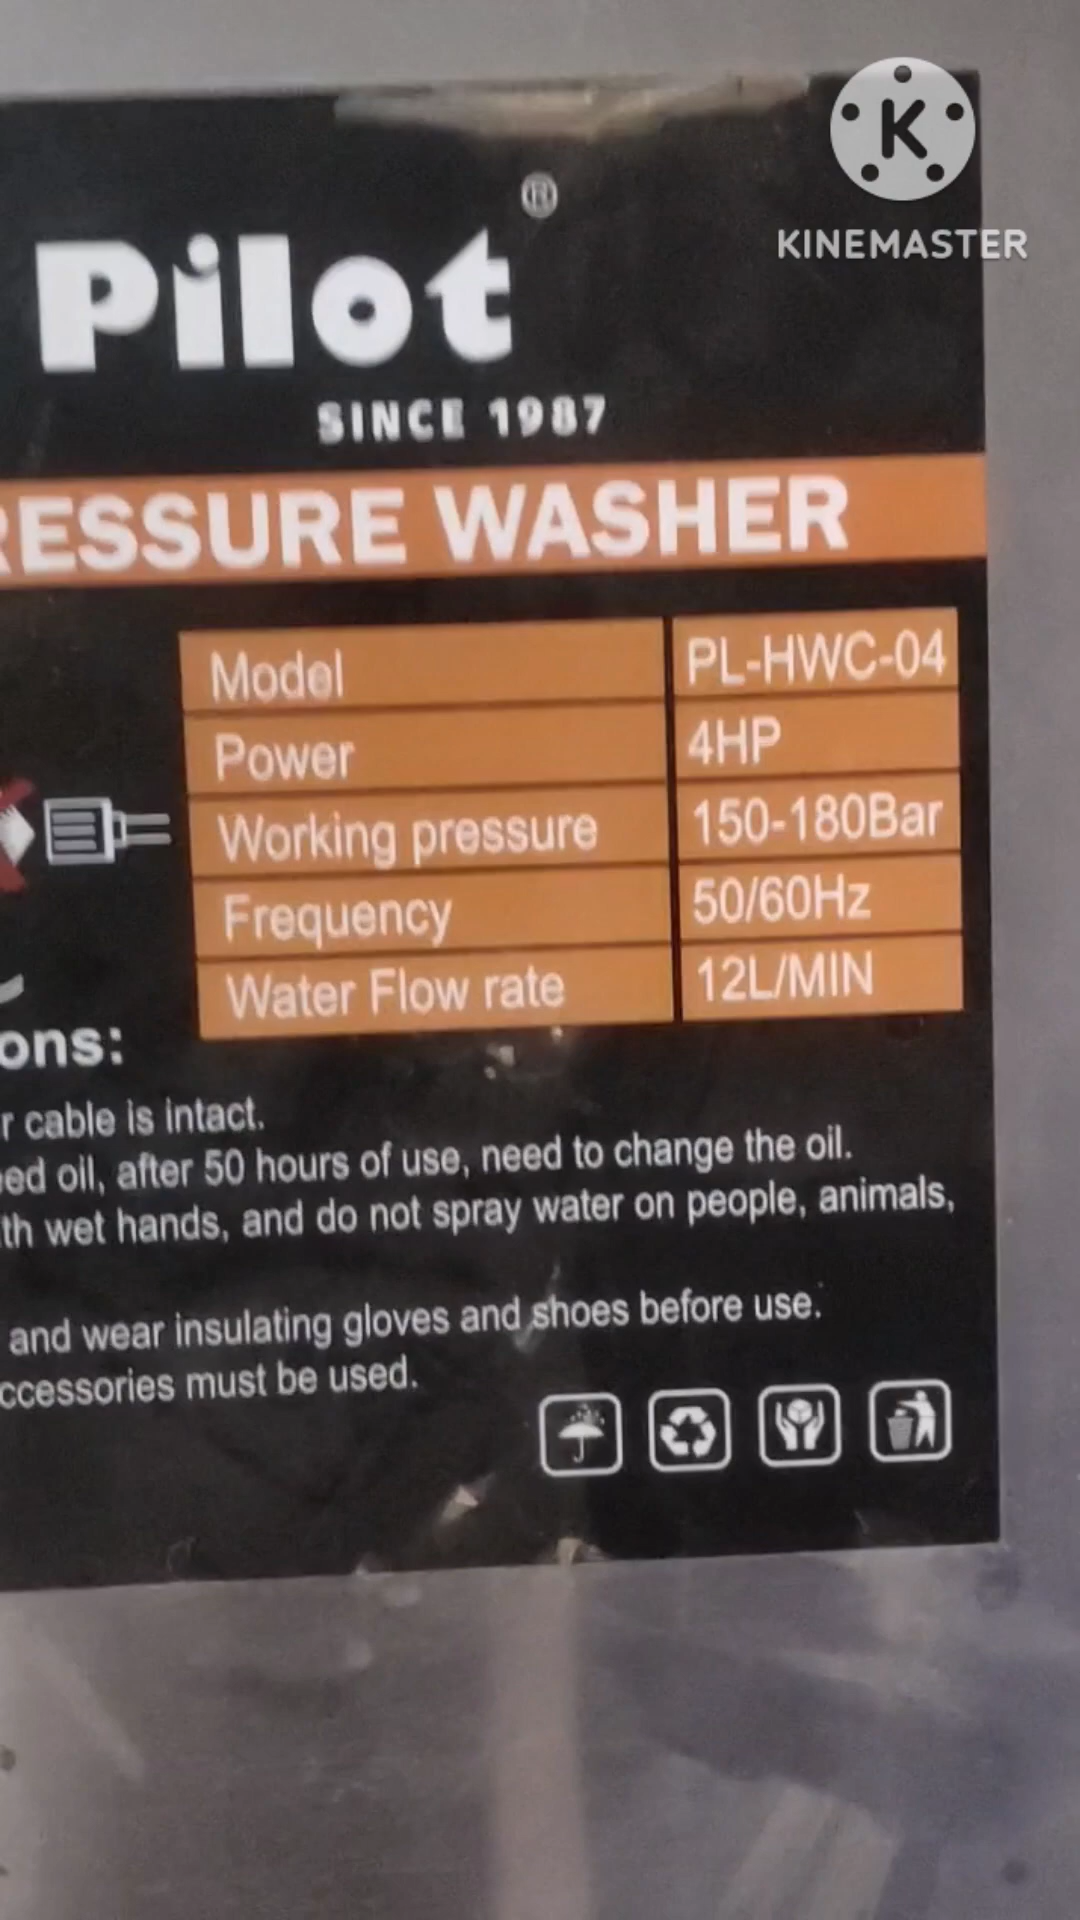 K
KINEMASTER
Pilot®
SINCE 1987
RESSURE WASHER
Model PL-HWC-04
Power 4HP
Working pressure 150-180Bar
Frequency 50/60Hz
Water Flow rate 12L/MIN
ons:
r cable is intact.
eed oil, after 50 hours of use, need to change the oil.
th wet hands, and do not spray water on people, animals,
and wear insulating gloves and shoes before use.
ccessories must be used.